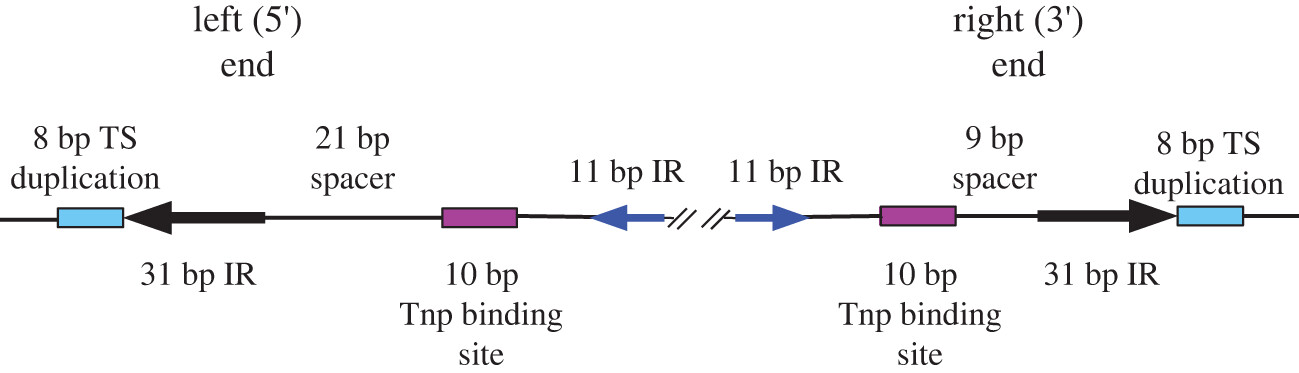 left (5')
end
right (3')
end
8 bp TS
duplication
21 bp
spacer
11 bp IR
11 bp IR
9 bp
spacer
8 bp TS
duplication
31 bp IR
10 bp
Tnp binding
site
10 bp
Tnp binding
site
31 bp IR